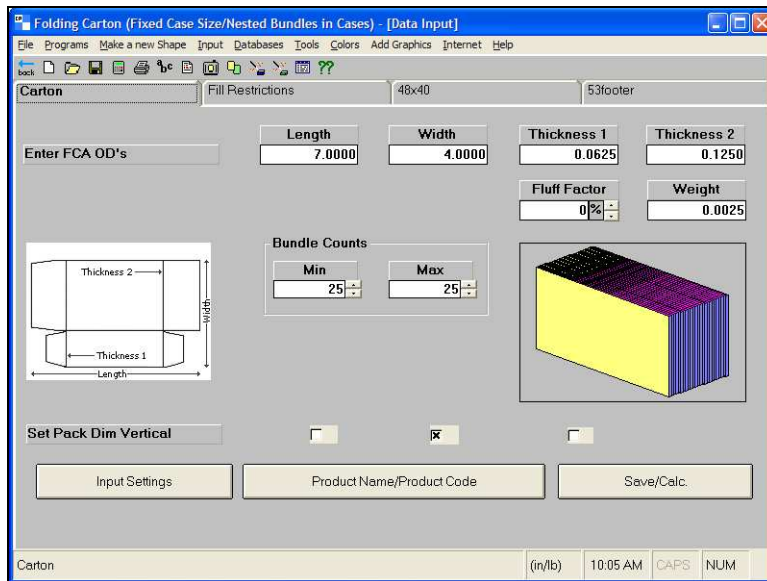 Folding Carton (Fixed Case Size/Nested Bundles in Cases) - [Data Input]
File Programs Make a new Shape Input Databases Tools Colors Add Graphics Internet Help
back abc ??
Carton Fill Restrictions 48x40 53footer
Length Width Thickness 1 Thickness 2
Enter FCA OD's 7.0000 4.0000 0.0625 0.1250
Fluff Factor Weight
0 % 0.0025
Bundle Counts
Min Max
25 25
Thickness 2
Width
Thickness 1
Length
Set Pack Dim Vertical
Input Settings Product Name/Product Code Save/Calc.
Carton (in/lb) 10:05 AM CAPS NUM